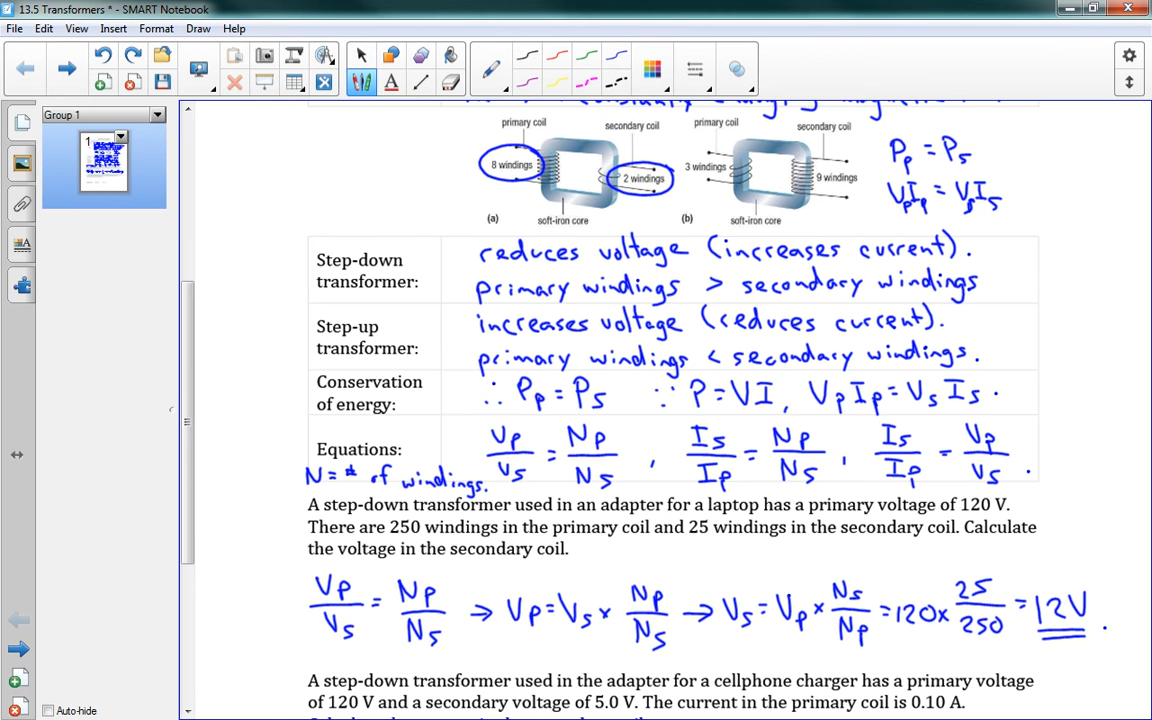 13.5 Transformers * - SMART Notebook
File Edit View Insert Format Draw Help
Group 1
1
constantly changing
primary coil secondary coil primary coil secondary coil
8 windings 2 windings 3 windings 9 windings
(a) soft-iron core (b) soft-iron core
Pp = Ps
VpIp = VpIs
Step-down transformer:
reduces voltage (increases current).
primary windings > secondary windings
Step-up transformer:
increases voltage (reduces current).
primary windings < secondary windings.
Conservation of energy:
∴ Pp = Ps ∵ P = VI, VpIp = VsIs.
Equations:
Vp/Vs = Np/Ns, Is/Ip = Np/Ns, Is/Ip = Vp/Vs.
N = # of windings.
A step-down transformer used in an adapter for a laptop has a primary voltage of 120 V.
There are 250 windings in the primary coil and 25 windings in the secondary coil. Calculate
the voltage in the secondary coil.
Vp/Vs = Np/Ns → Vp = Vs × Np/Ns → Vs = Vp × Ns/Np = 120 × 25/250 = 12V.
A step-down transformer used in the adapter for a cellphone charger has a primary voltage
of 120 V and a secondary voltage of 5.0 V. The current in the primary coil is 0.10 A.
Auto-hide